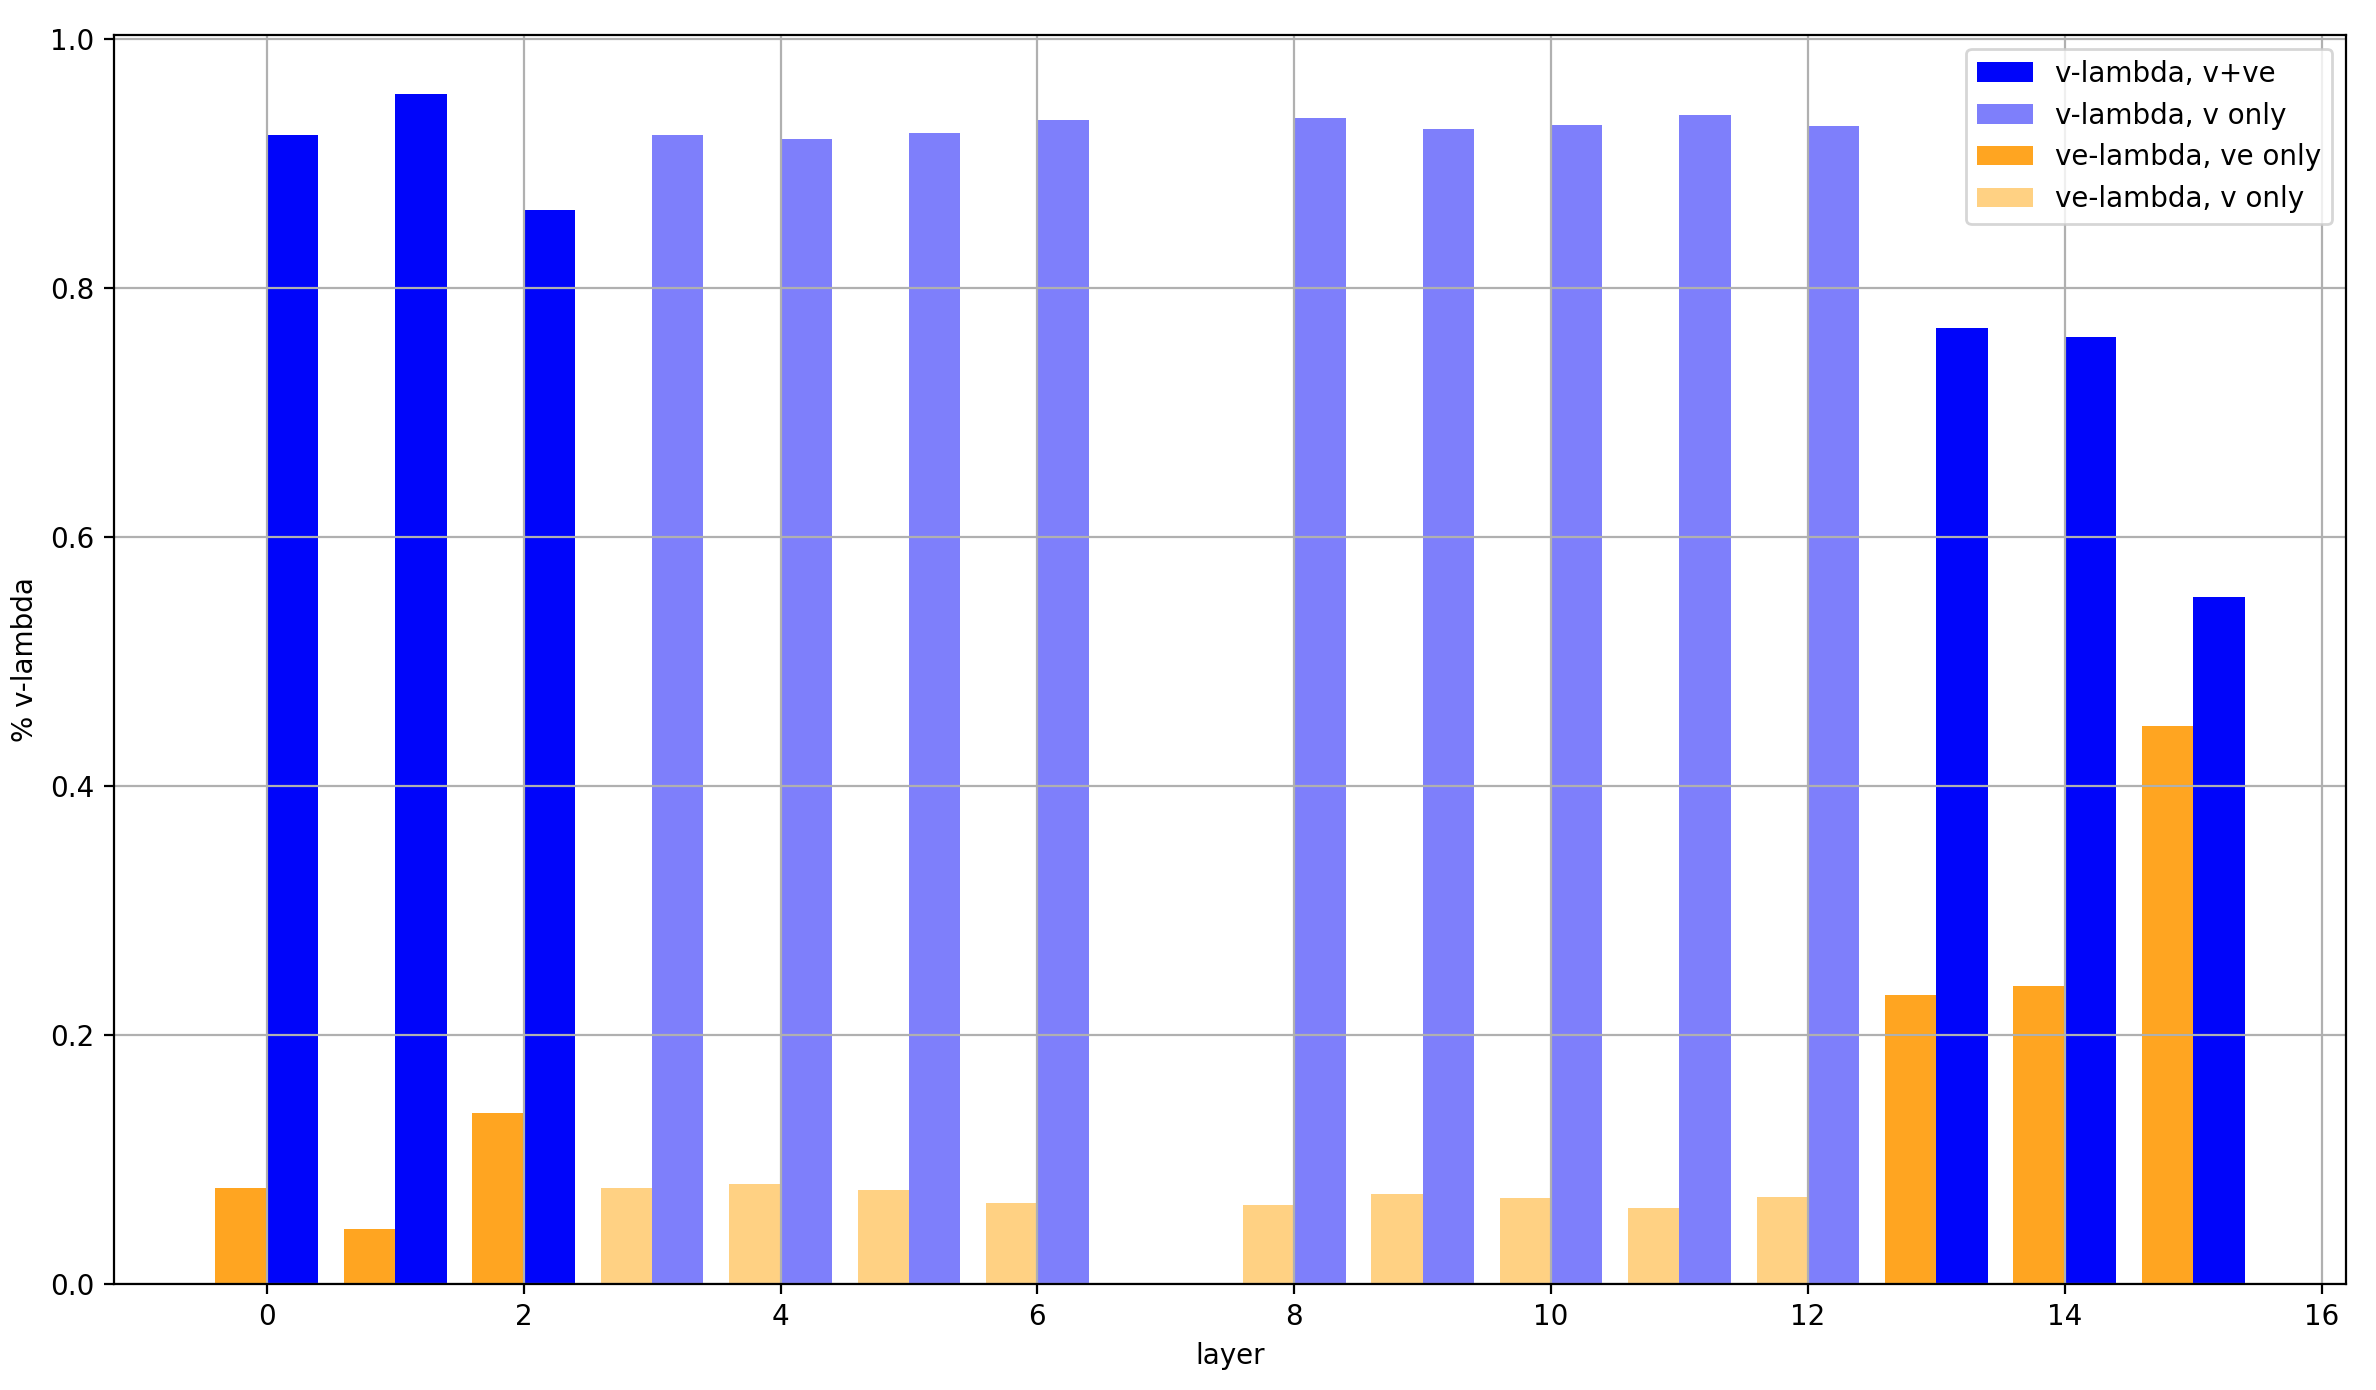 1.0
0.8
0.6
0.4
0.2
0.0
% v-lambda
v-lambda, v+ve
v-lambda, v only
ve-lambda, ve only
ve-lambda, v only
0 2 4 6 8 10 12 14 16
layer